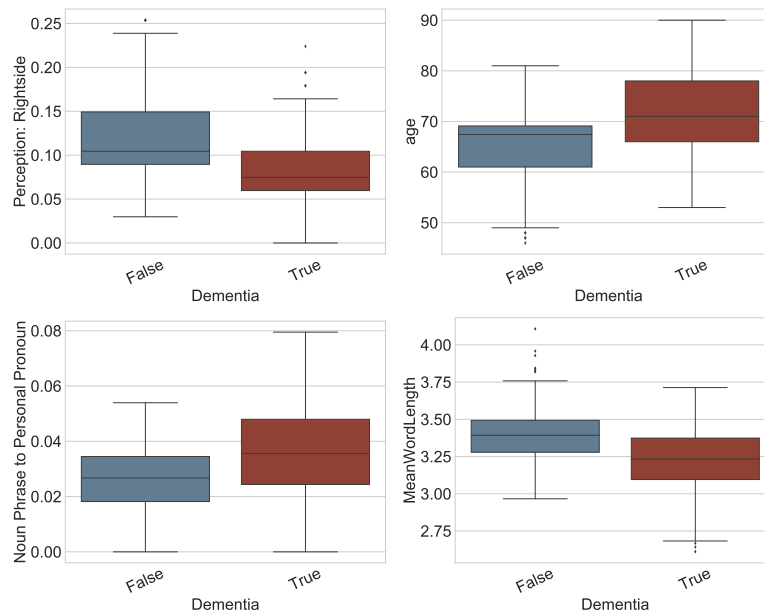 Perception: Rightside
0.25
0.20
0.15
0.10
0.05
0.00
False
True
Dementia
age
90
80
70
60
50
False
True
Dementia
Noun Phrase to Personal Pronoun
0.08
0.06
0.04
0.02
0.00
False
True
Dementia
MeanWordLength
4.00
3.75
3.50
3.25
3.00
2.75
False
True
Dementia